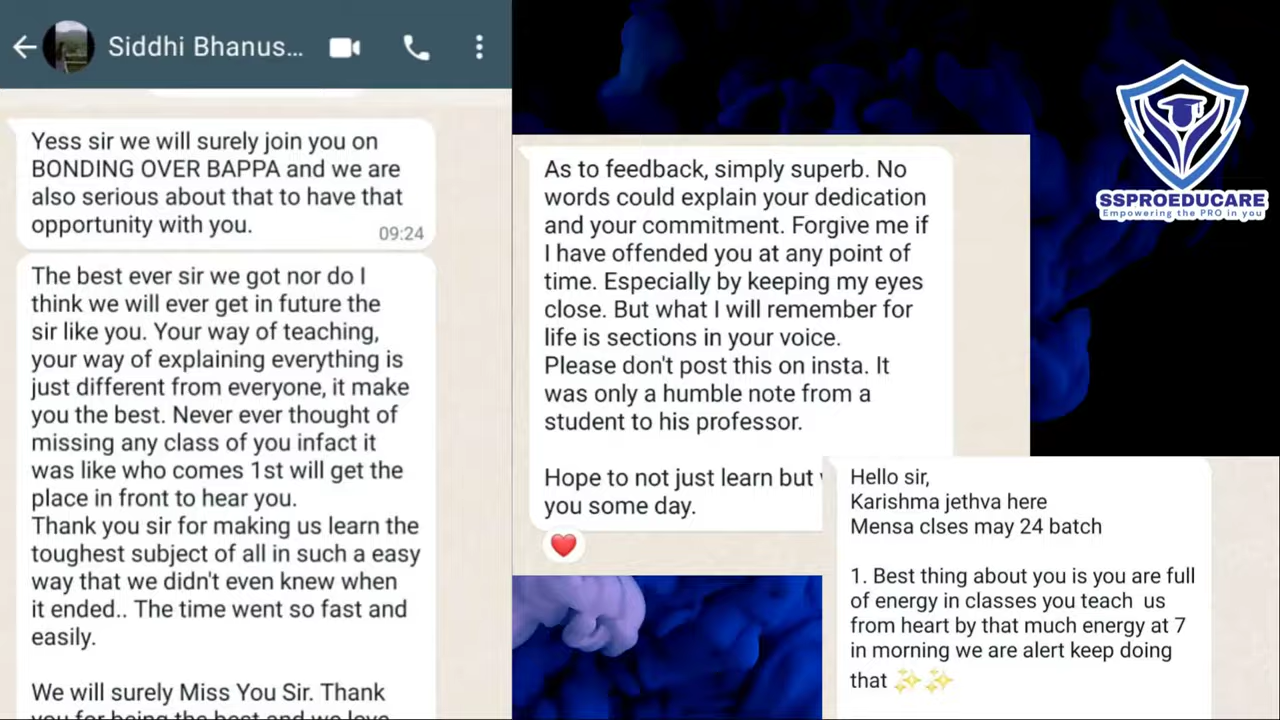 Siddhi Bhanus...
Yess sir we will surely join you on
BONDING OVER BAPPA and we are
also serious about that to have that
opportunity with you.
09:24
The best ever sir we got nor do I
think we will ever get in future the
sir like you. Your way of teaching,
your way of explaining everything is
just different from everyone, it make
you the best. Never ever thought of
missing any class of you infact it
was like who comes 1st will get the
place in front to hear you.
Thank you sir for making us learn the
toughest subject of all in such a easy
way that we didn't even knew when
it ended.. The time went so fast and
easily.
We will surely Miss You Sir. Thank
you for being the best and we love
As to feedback, simply superb. No
words could explain your dedication
and your commitment. Forgive me if
I have offended you at any point of
time. Especially by keeping my eyes
close. But what I will remember for
life is sections in your voice.
Please don't post this on insta. It
was only a humble note from a
student to his professor.
Hope to not just learn but
you some day.
Hello sir,
Karishma jethva here
Mensa clses may 24 batch
1. Best thing about you is you are full
of energy in classes you teach us
from heart by that much energy at 7
in morning we are alert keep doing
that ✨✨
SSPROEDUCARE
Empowering the PRO in you